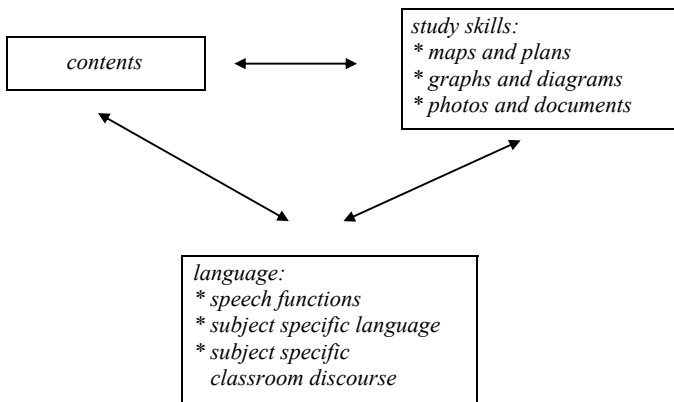 contents
study skills:
* maps and plans
* graphs and diagrams
* photos and documents
language:
* speech functions
* subject specific language
* subject specific
classroom discourse